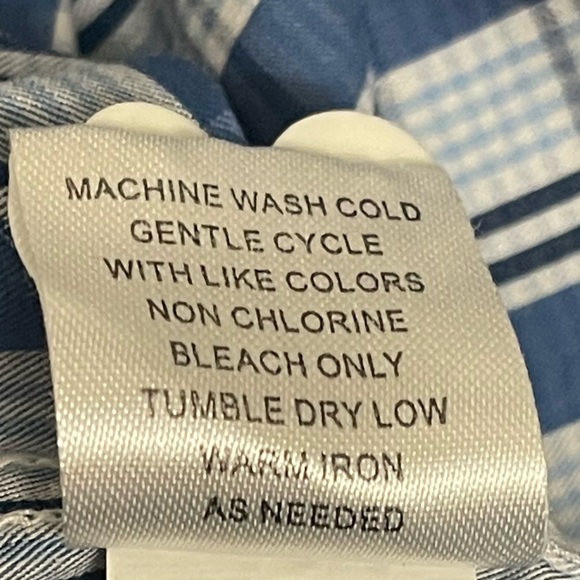 MACHINE WASH COLD
GENTLE CYCLE
WITH LIKE COLORS
NON CHLORINE
BLEACH ONLY
TUMBLE DRY LOW
WARM IRON
AS NEEDED